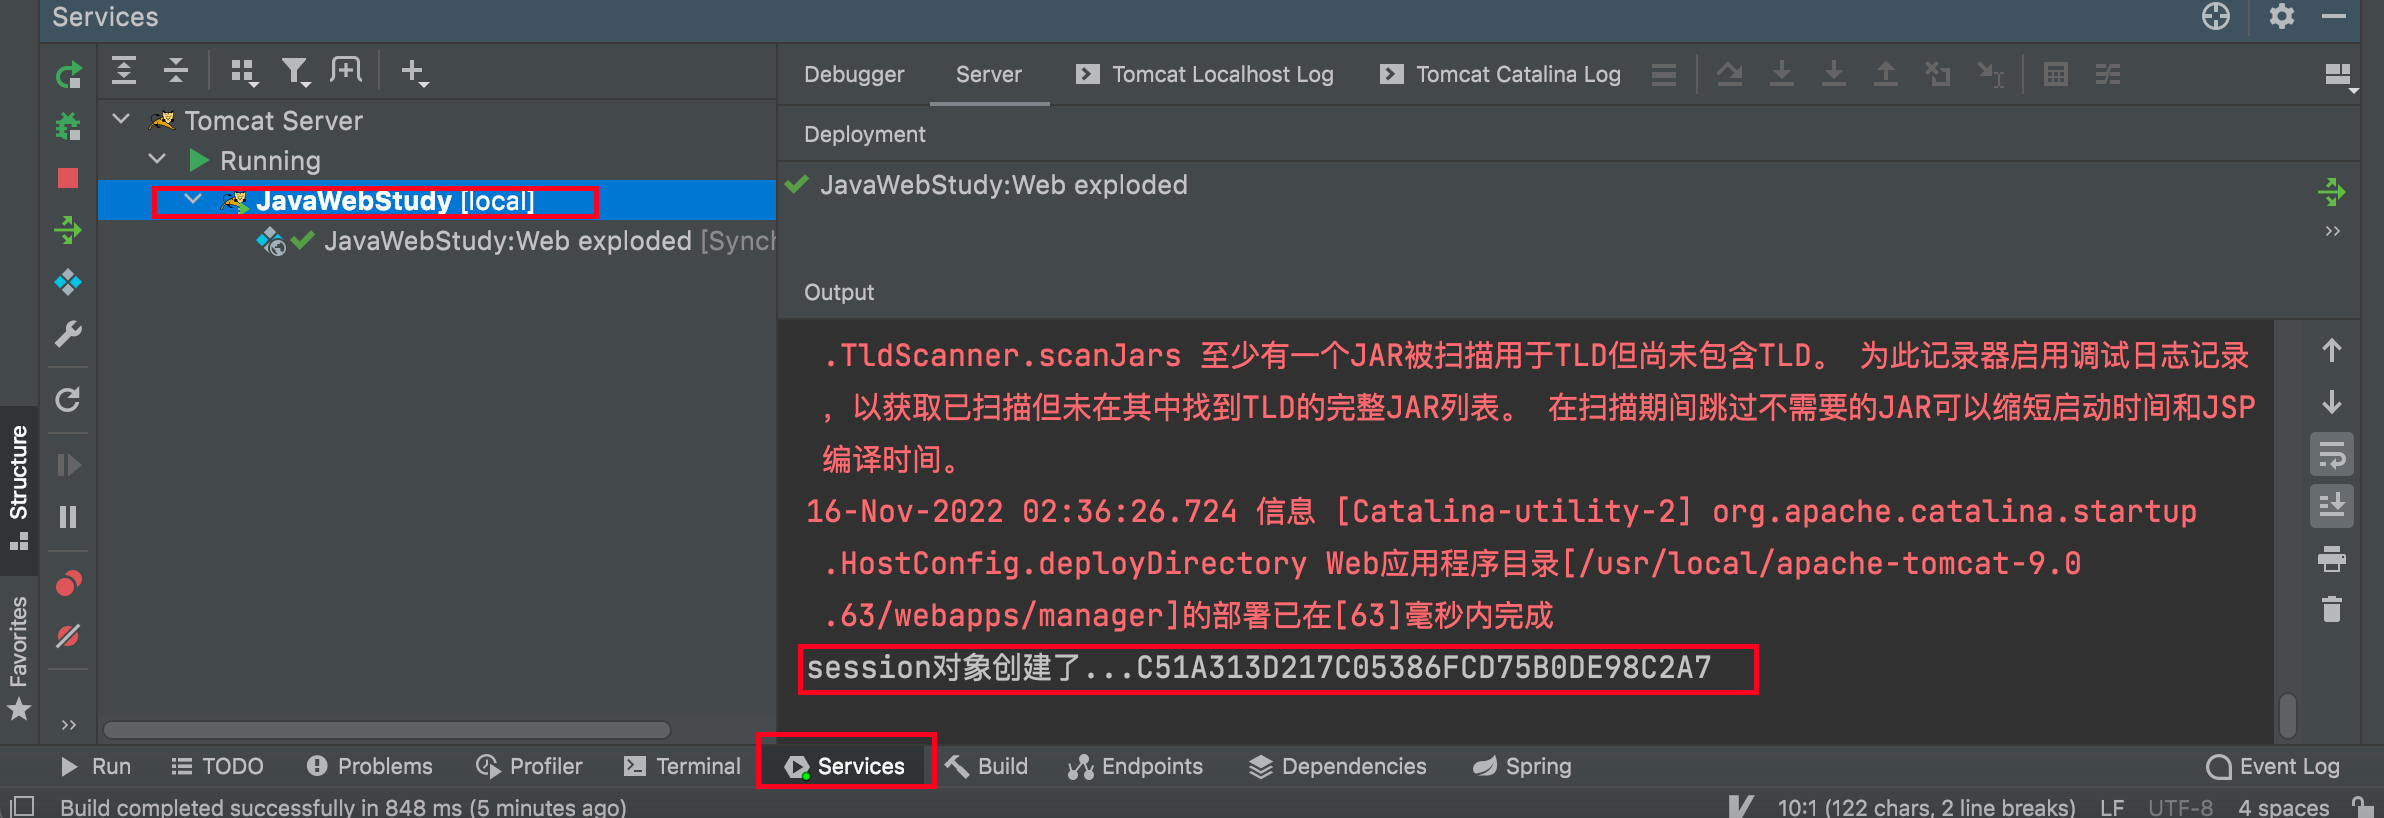 Services
Debugger
Server
Tomcat Localhost Log
Tomcat Catalina Log
Tomcat Server
Running
JavaWebStudy [local]
JavaWebStudy:Web exploded [Synch
Deployment
JavaWebStudy:Web exploded
Output
.TldScanner.scanJars 至少有一个JAR被扫描用于TLD但尚未包含TLD。 为此记录器启用调试日志记录
，以获取已扫描但未在其中找到TLD的完整JAR列表。 在扫描期间跳过不需要的JAR可以缩短启动时间和JSP
编译时间。
16-Nov-2022 02:36:26.724 信息 [Catalina-utility-2] org.apache.catalina.startup
.HostConfig.deployDirectory Web应用程序目录[/usr/local/apache-tomcat-9.0
.63/webapps/manager]的部署已在[63]毫秒内完成
session对象创建了...C51A313D217C05386FCD75B0DE98C2A7
Structure
Favorites
Run
TODO
Problems
Profiler
Terminal
Services
Build
Endpoints
Dependencies
Spring
Event Log
Build completed successfully in 848 ms (5 minutes ago)
10:1 (122 chars, 2 line breaks)
LF
UTF-8
4 spaces